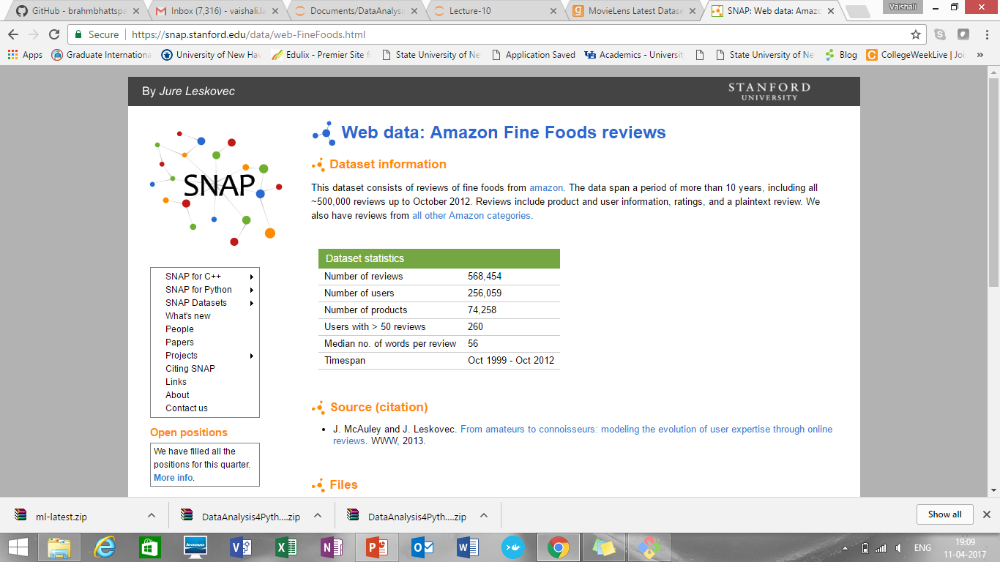 GitHub - brahmbhattspa
Inbox (7,316) - vaishali.la
Documents/DataAnalysi
Lecture-10
MovieLens Latest Datase
SNAP: Web data: Amazo
Vaishali
Secure
https://snap.stanford.edu/data/web-FineFoods.html
Apps
Graduate Internationa
University of New Hav
Edulix - Premier Site f
State University of Ne
Application Saved
Academics - Universit
State University of Ne
Blog
CollegeWeekLive | Joi
By Jure Leskovec
STANFORD
UNIVERSITY
SNAP
Web data: Amazon Fine Foods reviews
Dataset information
This dataset consists of reviews of fine foods from amazon. The data span a period of more than 10 years, including all
~500,000 reviews up to October 2012. Reviews include product and user information, ratings, and a plaintext review. We
also have reviews from all other Amazon categories.
Dataset statistics
Number of reviews 568,454
Number of users 256,059
Number of products 74,258
Users with > 50 reviews 260
Median no. of words per review 56
Timespan Oct 1999 - Oct 2012
SNAP for C++
SNAP for Python
SNAP Datasets
What's new
People
Papers
Projects
Citing SNAP
Links
About
Contact us
Open positions
We have filled all the
positions for this quarter.
More info.
Source (citation)
J. McAuley and J. Leskovec. From amateurs to connoisseurs: modeling the evolution of user expertise through online
reviews. WWW, 2013.
Files
ml-latest.zip
DataAnalysis4Pyth....zip
DataAnalysis4Pyth....zip
Show all
lenovo
ENG
19:09
11-04-2017